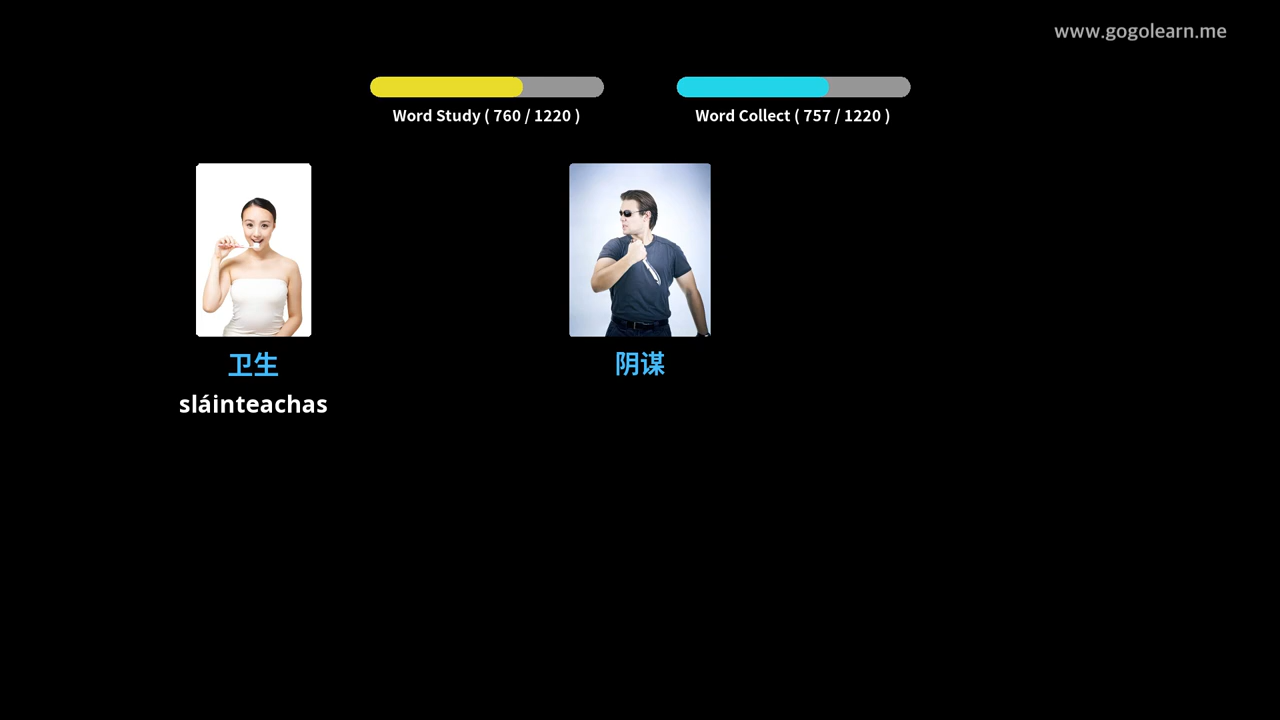 www.gogolearn.me
Word Study ( 760 / 1220 )
Word Collect ( 757 / 1220 )
卫生
阴谋
sláinteachas